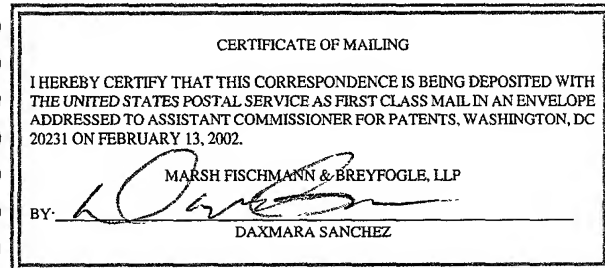 CERTIFICATE OF MAILING
I HEREBY CERTIFY THAT THIS CORRESPONDENCE IS BEING DEPOSITED WITH
THE UNITED STATES POSTAL SERVICE AS FIRST CLASS MAIL IN AN ENVELOPE
ADDRESSED TO ASSISTANT COMMISSIONER FOR PATENTS, WASHINGTON, DC
20231 ON FEBRUARY 13, 2002.
MARSH FISCHMANN & BREYFOGLE, LLP
BY:
DAXMARA SANCHEZ